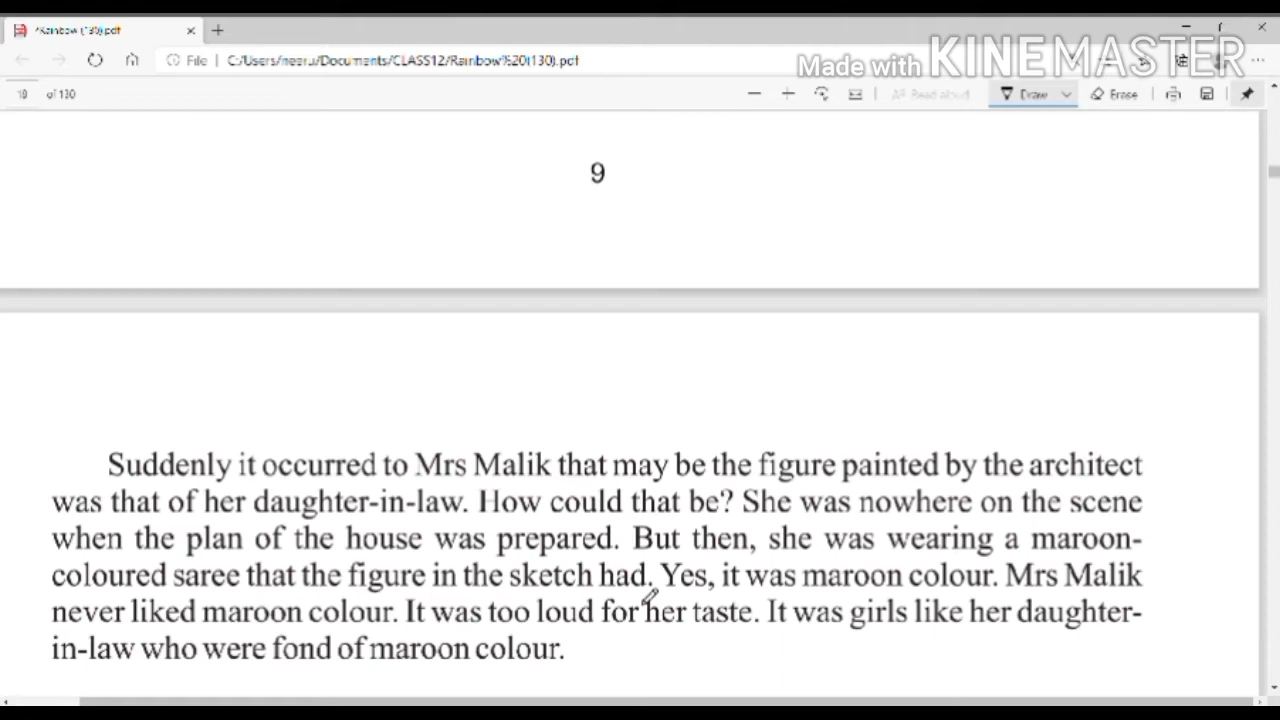 Rainbow (130).pdf
Made with KINEMASTER
File | C:/Users/neeru/Documents/CLASS12/Rainbow%20(130).pdf
of 130
Read aloud
Draw
Erase
9
Suddenly it occurred to Mrs Malik that may be the figure painted by the architect
was that of her daughter-in-law. How could that be? She was nowhere on the scene
when the plan of the house was prepared. But then, she was wearing a maroon-
coloured saree that the figure in the sketch had. Yes, it was maroon colour. Mrs Malik
never liked maroon colour. It was too loud for her taste. It was girls like her daughter-
in-law who were fond of maroon colour.